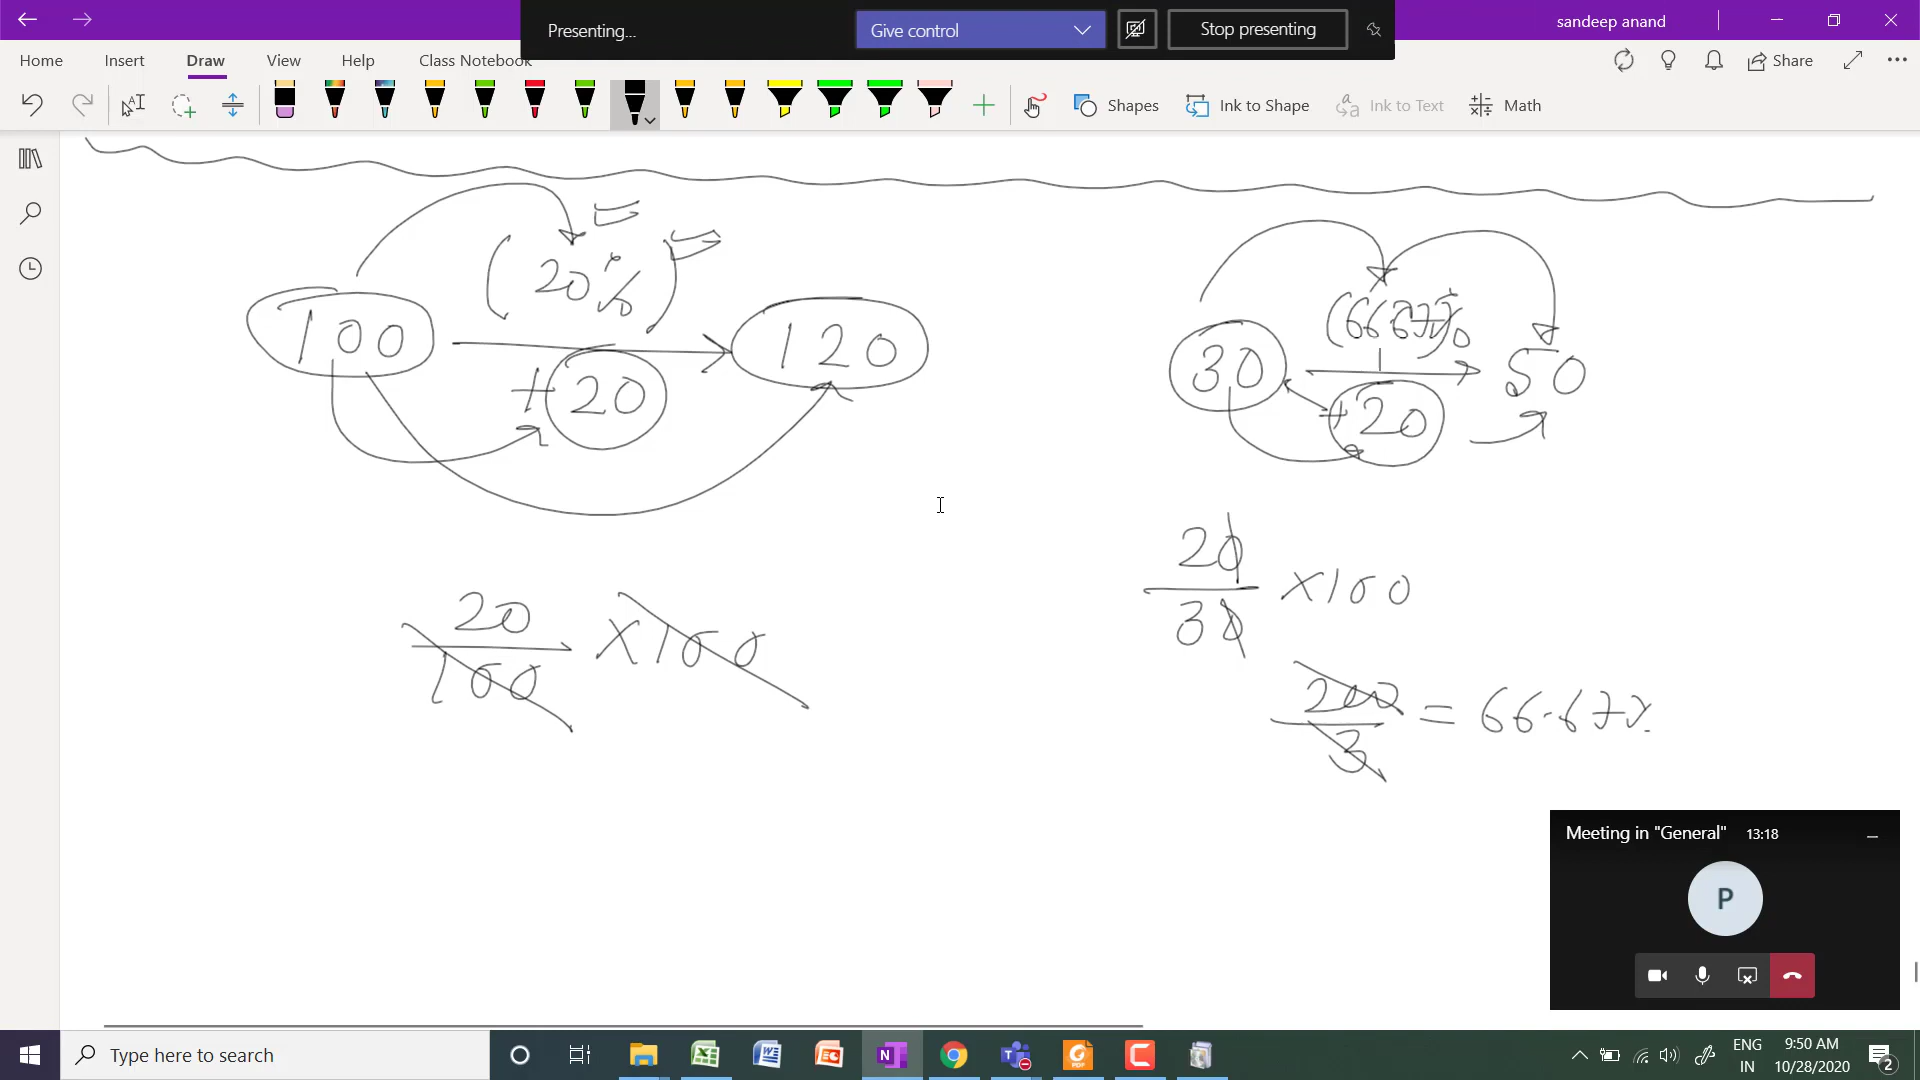 Presenting...
Give control
Stop presenting
sandeep anand
Home Insert Draw View Help Class Notebook
Share
Shapes Ink to Shape Ink to Text Math
(20%)
100
120
+20
(66.67%)
30
50
+20
20
100
×100
20
30
×100
200
3
= 66.67%
Meeting in "General" 13:18
P
Type here to search
ENG
IN
9:50 AM
10/28/2020
2